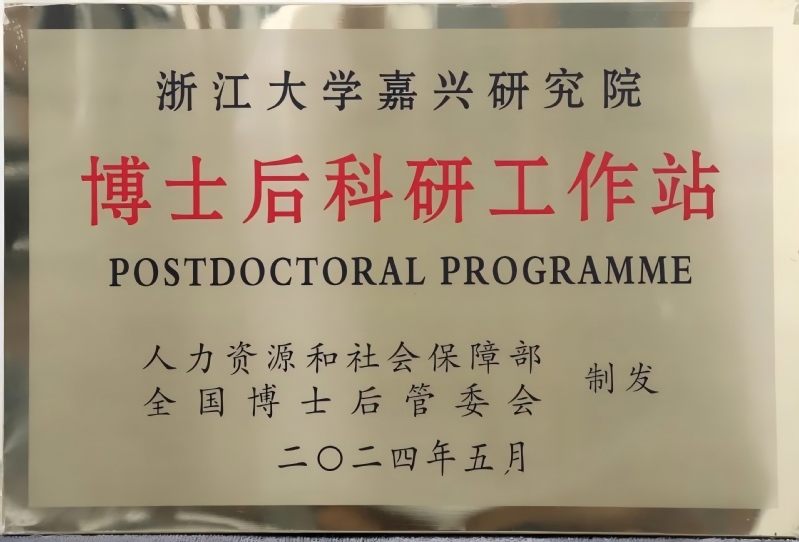 浙江大学嘉兴研究院
博士后科研工作站
POSTDOCTORAL PROGRAMME
人力资源和社会保障部
全国博士后管委会
制发
二〇二四年五月